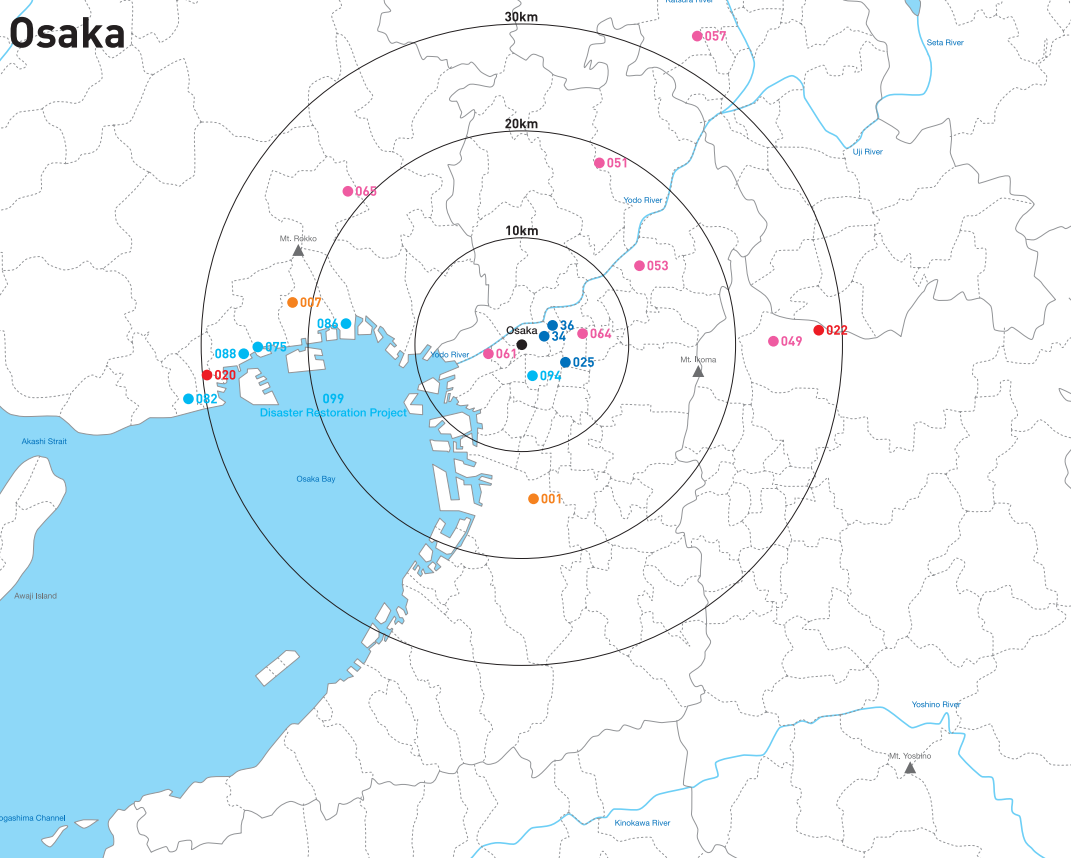 Katsura River
Osaka
30km
057
Seta River
20km
Uji River
051
065
Yodo River
10km
Mt. Rokko
053
007
086
36
Osaka
34
064
022
049
075
088
Yodo River
061
025
Mt. Ikoma
020
094
082
099
Disaster Restoration Project
Akashi Strait
Osaka Bay
001
Awaji Island
Yoshino River
Mt. Yoshino
ogashima Channel
Kinokawa River